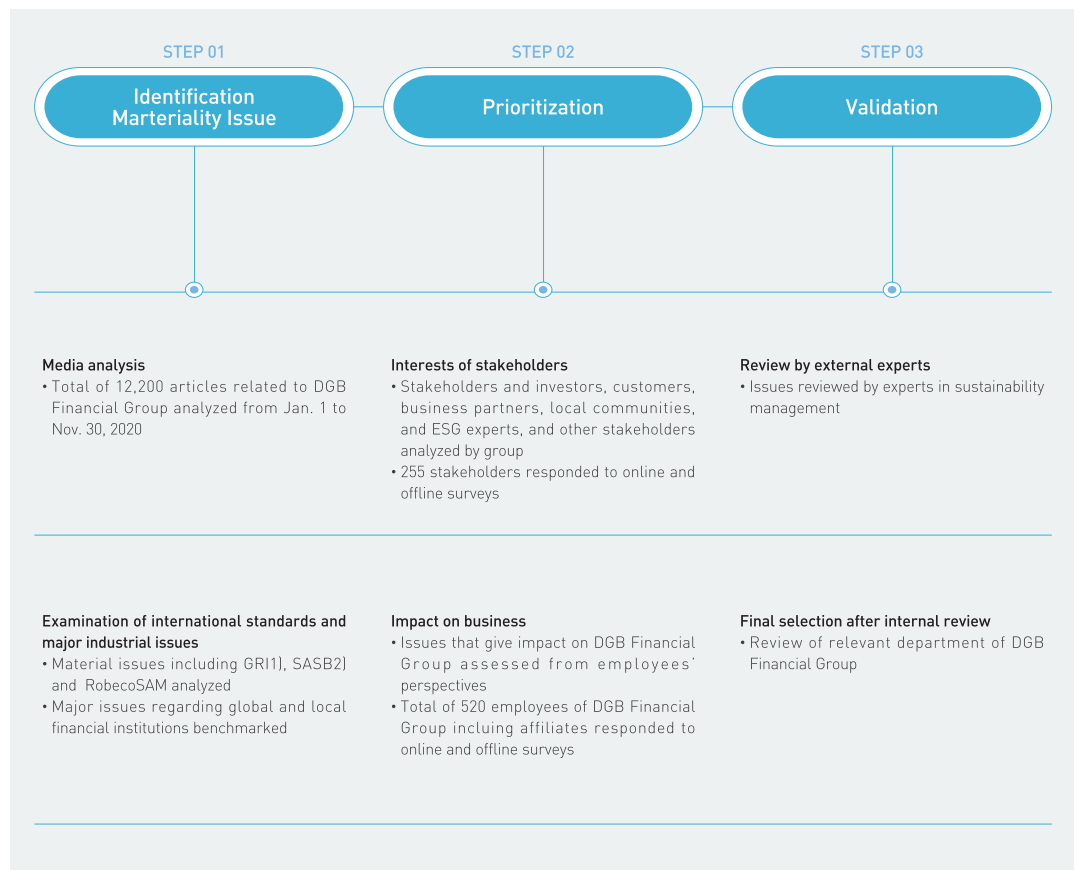 STEP 01
Identification
Marteriality Issue
STEP 02
Prioritization
STEP 03
Validation
Media analysis
• Total of 12,200 articles related to DGB
Financial Group analyzed from Jan. 1 to
Nov. 30, 2020
Interests of stakeholders
• Stakeholders and investors, customers,
business partners, local communities,
and ESG experts, and other stakeholders
analyzed by group
• 255 stakeholders responded to online and
offline surveys
Review by external experts
• Issues reviewed by experts in sustainability
management
Examination of international standards and
major industrial issues
• Material issues including GRI1), SASB2)
and RobecoSAM analyzed
• Major issues regarding global and local
financial institutions benchmarked
Impact on business
• Issues that give impact on DGB Financial
Group assessed from employees’
perspectives
• Total of 520 employees of DGB Financial
Group incluing affiliates responded to
online and offline surveys
Final selection after internal review
• Review of relevant department of DGB
Financial Group